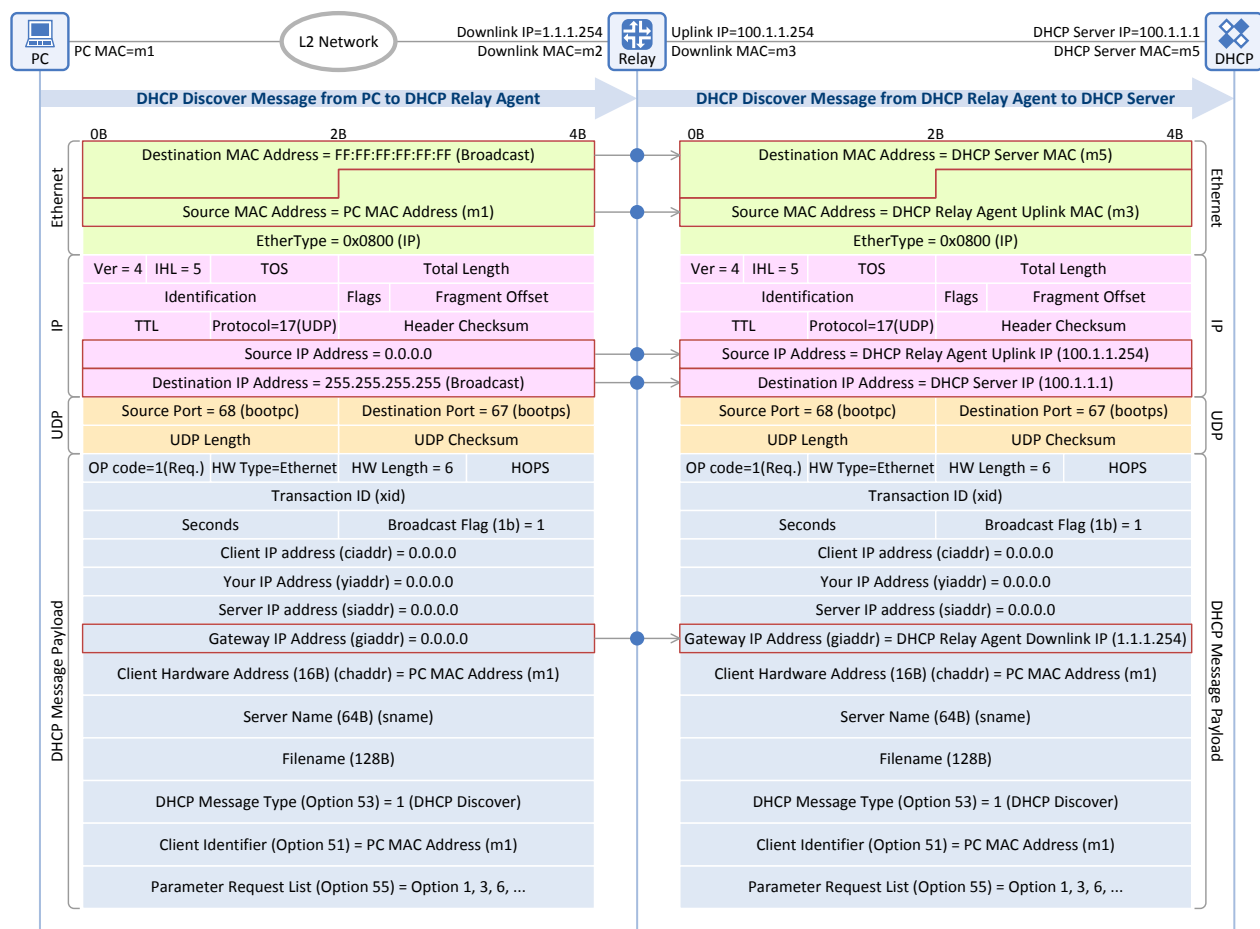 PC
PC MAC=m1
L2 Network
Downlink IP=1.1.1.254
Downlink MAC=m2
Relay
Uplink IP=100.1.1.254
Downlink MAC=m3
DHCP Server IP=100.1.1.1
DHCP Server MAC=m5
DHCP
DHCP Discover Message from PC to DHCP Relay Agent
DHCP Discover Message from DHCP Relay Agent to DHCP Server
0B 2B 4B
Ethernet
Destination MAC Address = FF:FF:FF:FF:FF:FF (Broadcast)
Source MAC Address = PC MAC Address (m1)
EtherType = 0x0800 (IP)
IP
Ver = 4 IHL = 5 TOS Total Length
Identification Flags Fragment Offset
TTL Protocol=17(UDP) Header Checksum
Source IP Address = 0.0.0.0
Destination IP Address = 255.255.255.255 (Broadcast)
UDP
Source Port = 68 (bootpc) Destination Port = 67 (bootps)
UDP Length UDP Checksum
DHCP Message Payload
OP code=1(Req.) HW Type=Ethernet HW Length = 6 HOPS
Transaction ID (xid)
Seconds Broadcast Flag (1b) = 1
Client IP address (ciaddr) = 0.0.0.0
Your IP Address (yiaddr) = 0.0.0.0
Server IP address (siaddr) = 0.0.0.0
Gateway IP Address (giaddr) = 0.0.0.0
Client Hardware Address (16B) (chaddr) = PC MAC Address (m1)
Server Name (64B) (sname)
Filename (128B)
DHCP Message Type (Option 53) = 1 (DHCP Discover)
Client Identifier (Option 51) = PC MAC Address (m1)
Parameter Request List (Option 55) = Option 1, 3, 6, ...
0B 2B 4B
Destination MAC Address = DHCP Server MAC (m5)
Source MAC Address = DHCP Relay Agent Uplink MAC (m3)
EtherType = 0x0800 (IP)
Ethernet
Ver = 4 IHL = 5 TOS Total Length
Identification Flags Fragment Offset
TTL Protocol=17(UDP) Header Checksum
Source IP Address = DHCP Relay Agent Uplink IP (100.1.1.254)
Destination IP Address = DHCP Server IP (100.1.1.1)
IP
Source Port = 68 (bootpc) Destination Port = 67 (bootps)
UDP Length UDP Checksum
UDP
OP code=1(Req.) HW Type=Ethernet HW Length = 6 HOPS
Transaction ID (xid)
Seconds Broadcast Flag (1b) = 1
Client IP address (ciaddr) = 0.0.0.0
Your IP Address (yiaddr) = 0.0.0.0
Server IP address (siaddr) = 0.0.0.0
Gateway IP Address (giaddr) = DHCP Relay Agent Downlink IP (1.1.1.254)
Client Hardware Address (16B) (chaddr) = PC MAC Address (m1)
Server Name (64B) (sname)
Filename (128B)
DHCP Message Type (Option 53) = 1 (DHCP Discover)
Client Identifier (Option 51) = PC MAC Address (m1)
Parameter Request List (Option 55) = Option 1, 3, 6, ...
DHCP Message Payload